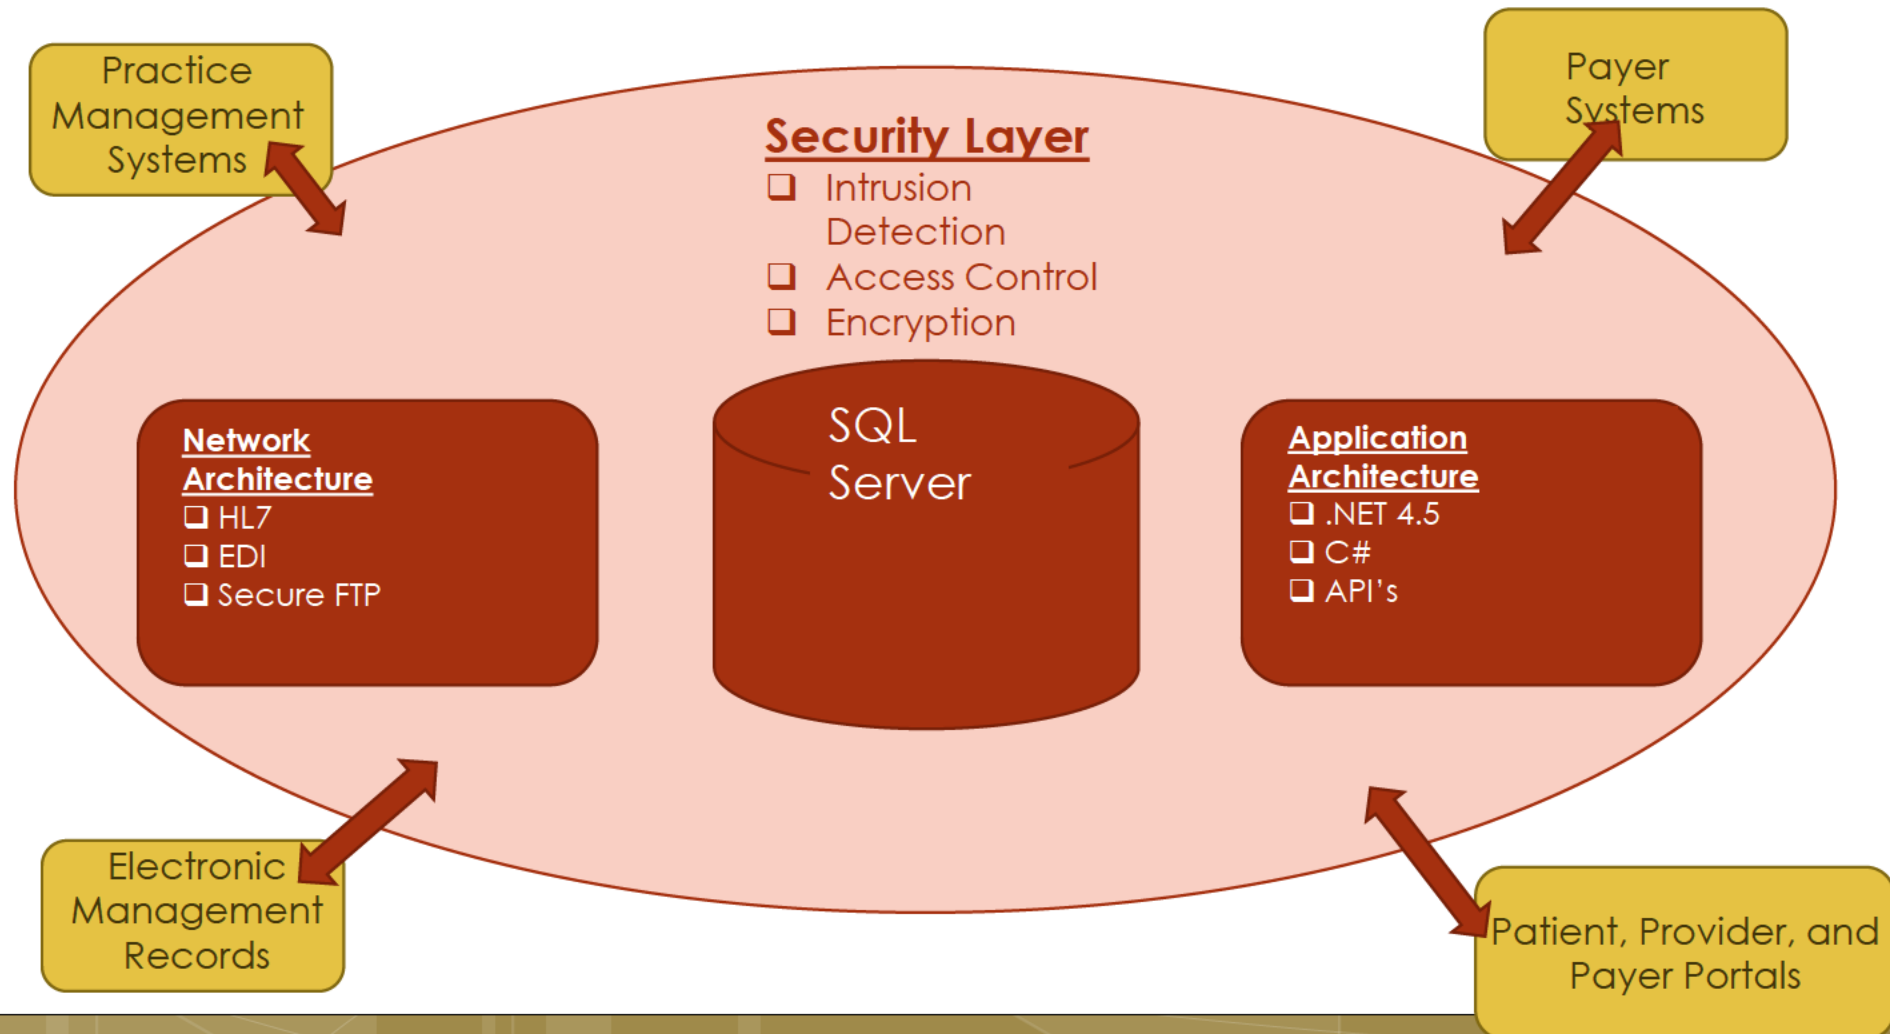 Practice
Management
Systems
Payer
Systems
Security Layer
Intrusion
Detection
Access Control
Encryption
Network
Architecture
HL7
EDI
Secure FTP
SQL
Server
Application
Architecture
.NET 4.5
C#
API's
Electronic
Management
Records
Patient, Provider, and
Payer Portals